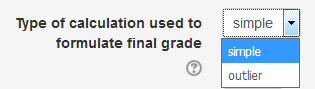 Type of calculation used to simple
formulate final grade simple
outlier